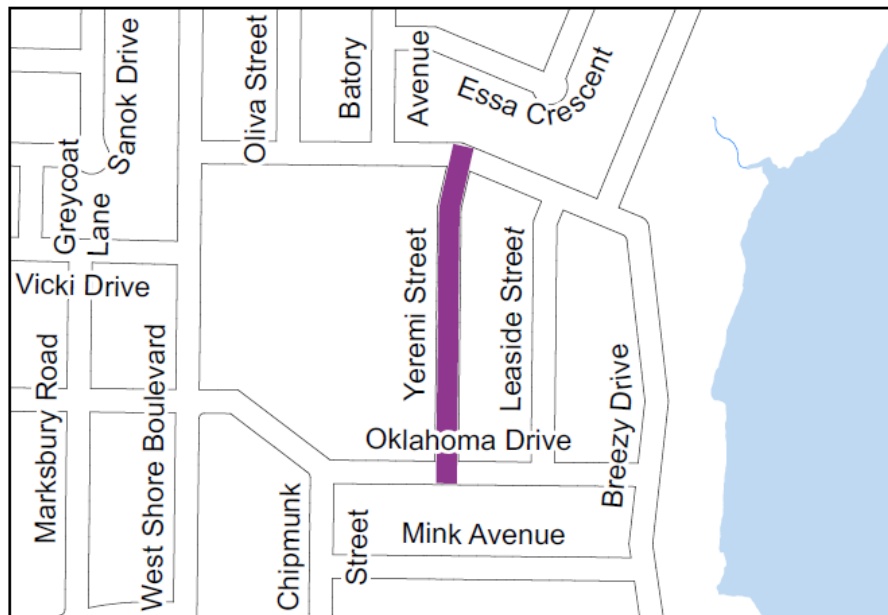 Sanok Drive
Oliva Street
Batory
Avenue
Essa Crescent
Greycoat
Lane
Vicki Drive
Yeremi Street
Leaside Street
Marksbury Road
West Shore Boulevard
Oklahoma Drive
Breezy Drive
Chipmunk
Street
Mink Avenue